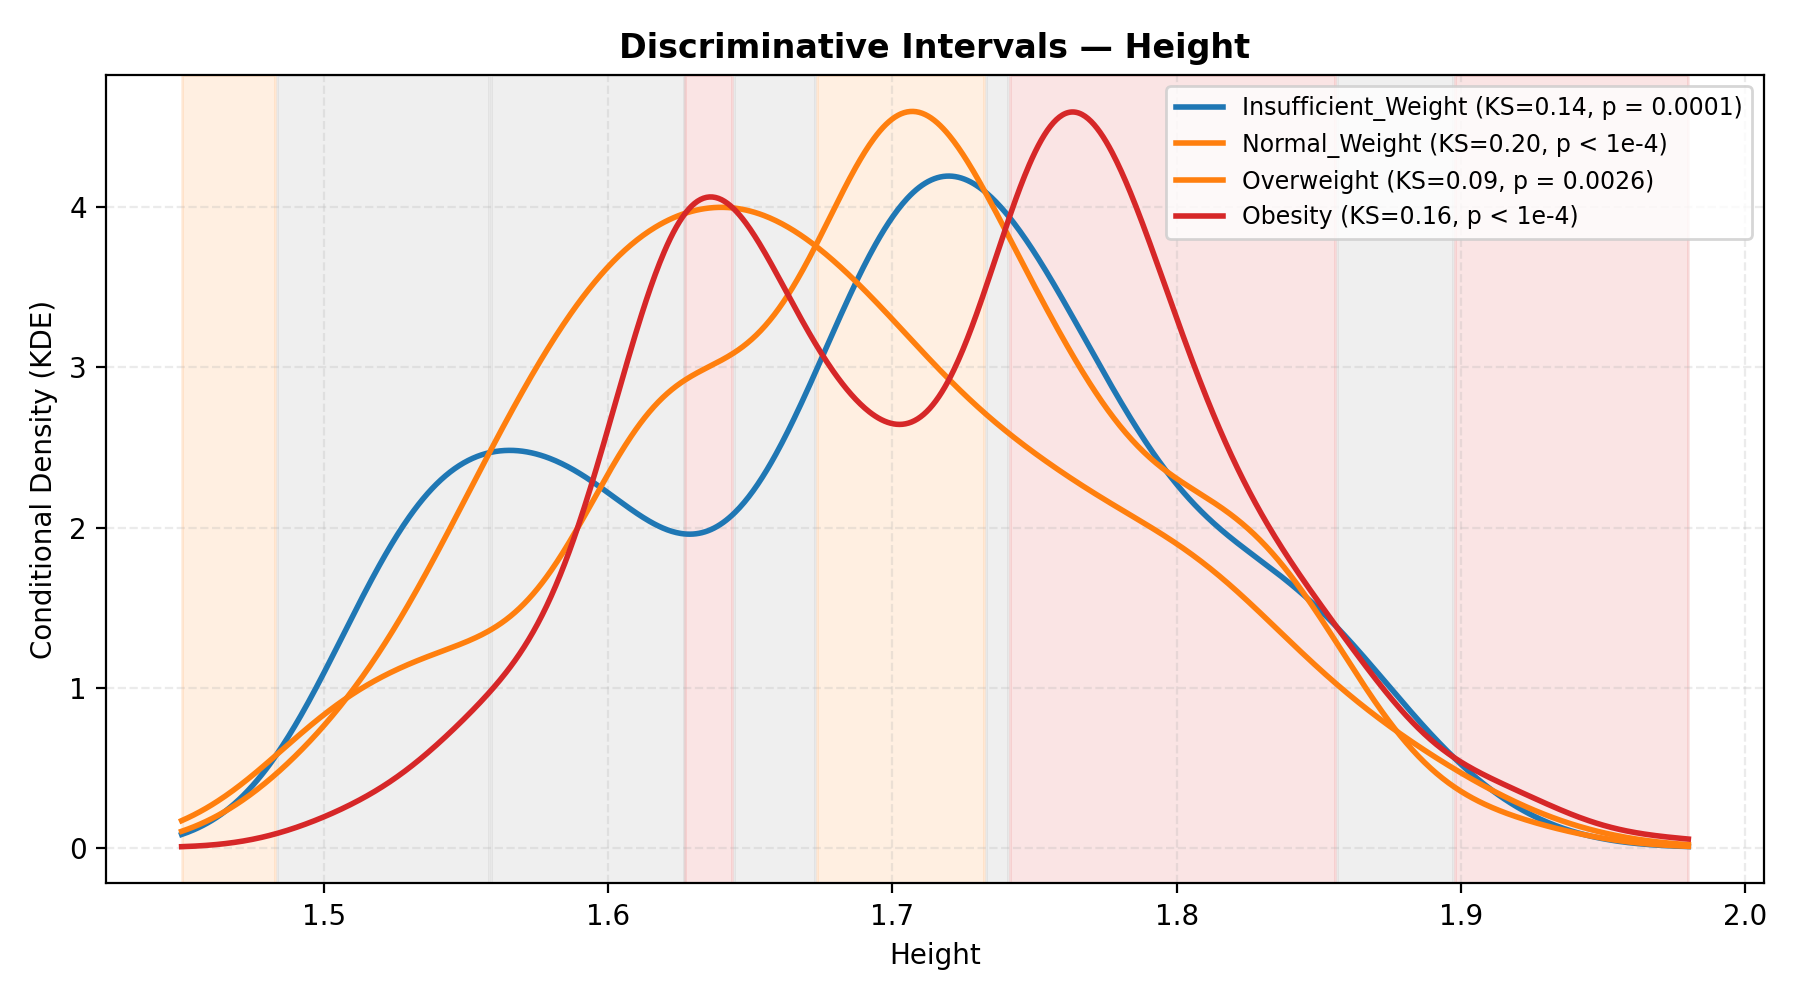 Discriminative Intervals — Height
Insufficient_Weight (KS=0.14, p = 0.0001)
Normal_Weight (KS=0.20, p < 1e-4)
Overweight (KS=0.09, p = 0.0026)
Obesity (KS=0.16, p < 1e-4)
Conditional Density (KDE)
4
3
2
1
0
1.5 1.6 1.7 1.8 1.9 2.0
Height